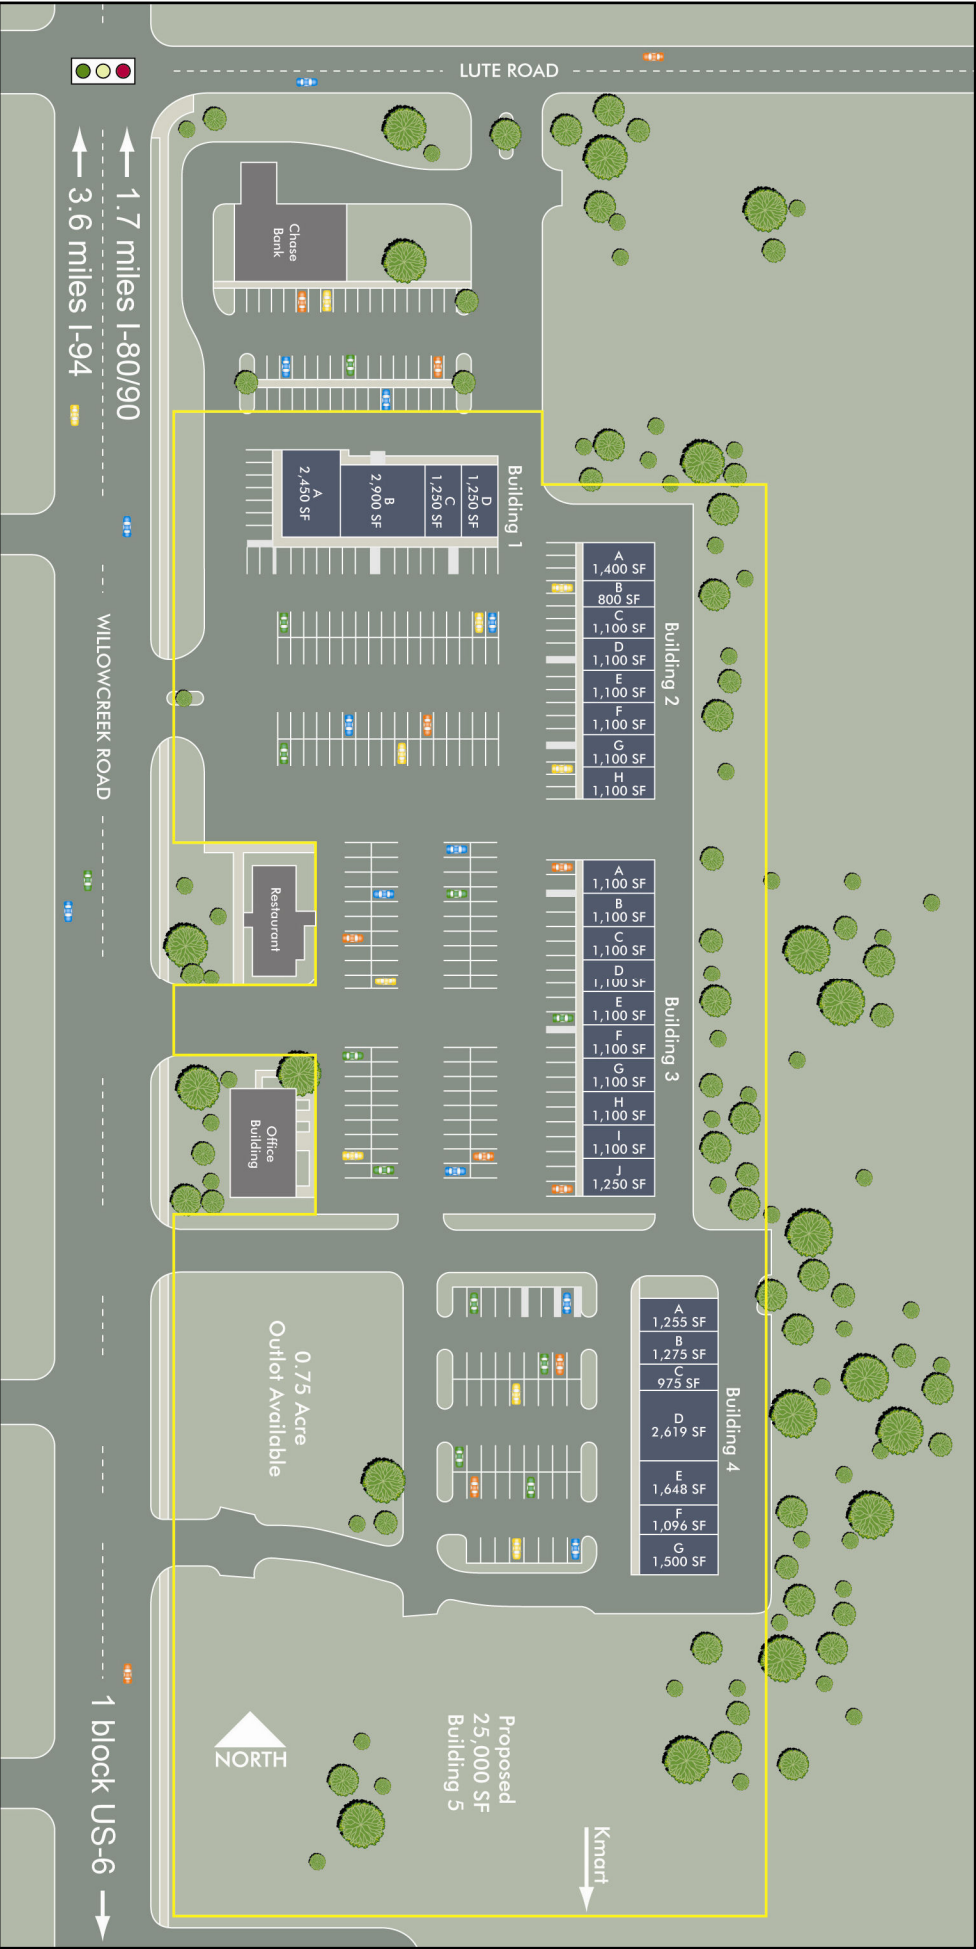 LUTE ROAD
1.7 miles I-80/90
3.6 miles I-94
Chase
Bank
Building 1
A
2,450 SF
B
2,900 SF
C
1,250 SF
D
1,250 SF
Building 2
A
1,400 SF
B
800 SF
C
1,100 SF
D
1,100 SF
E
1,100 SF
F
1,100 SF
G
1,100 SF
H
1,100 SF
WILLOWCREEK ROAD
Restaurant
Building 3
A
1,100 SF
B
1,100 SF
C
1,100 SF
D
1,100 SF
E
1,100 SF
F
1,100 SF
G
1,100 SF
H
1,100 SF
I
1,100 SF
J
1,250 SF
Office
Building
Building 4
A
1,255 SF
B
1,275 SF
C
975 SF
D
2,619 SF
E
1,648 SF
F
1,096 SF
G
1,500 SF
0.75 Acre
Outlot Available
Proposed
25,000 SF
Building 5
NORTH
Kmart
1 block US-6